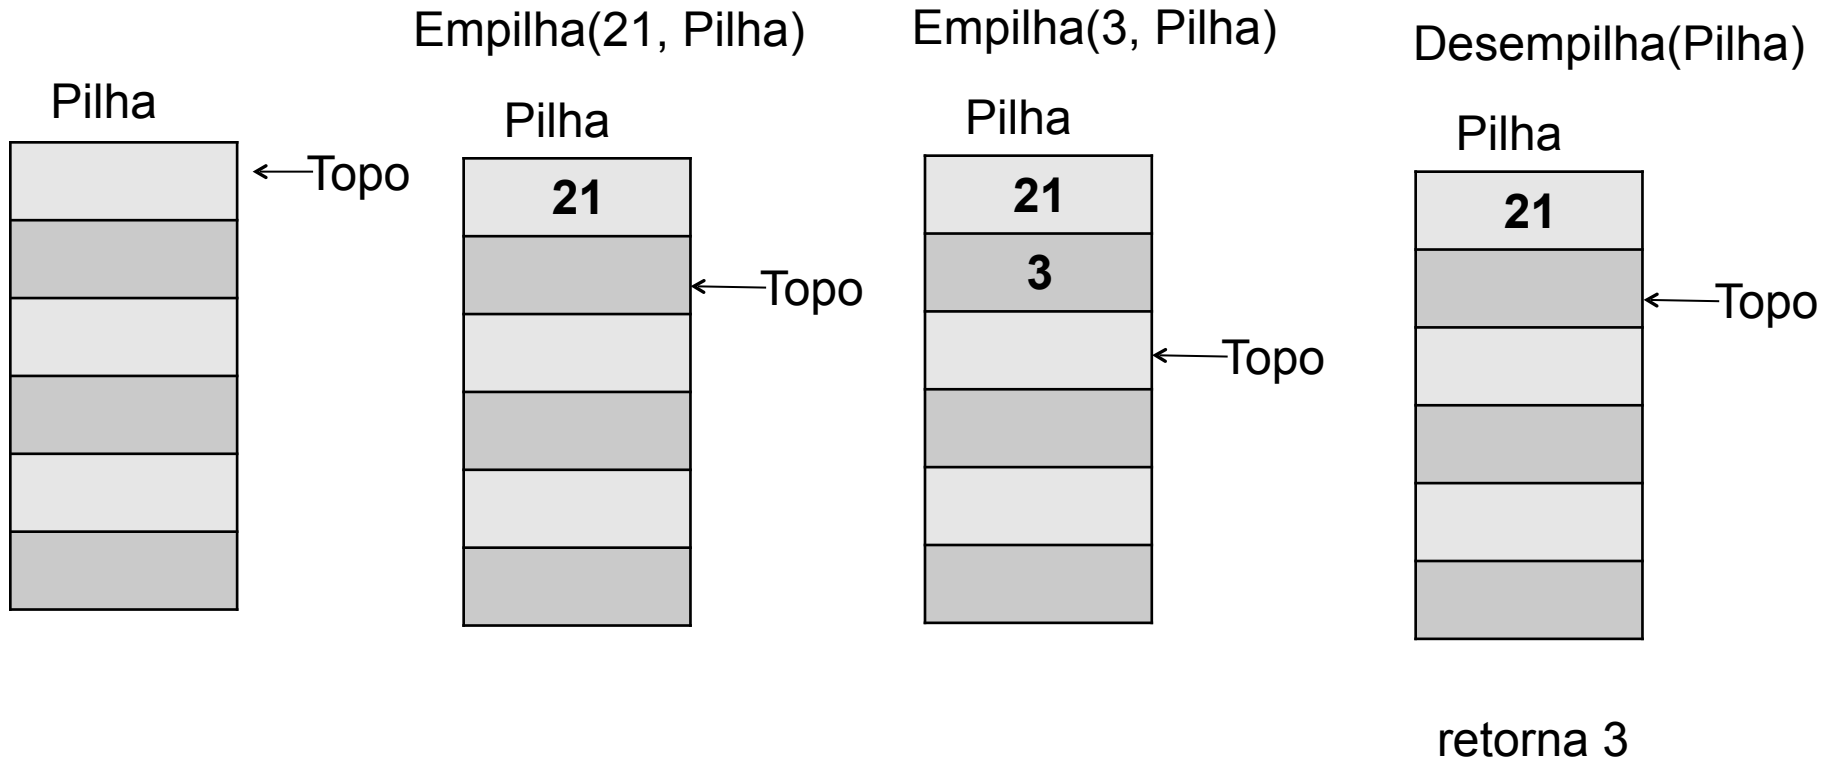 Pilha
Topo
Empilha(21, Pilha)
Pilha
21
Topo
Empilha(3, Pilha)
Pilha
21
3
Topo
Desempilha(Pilha)
Pilha
21
Topo
retorna 3